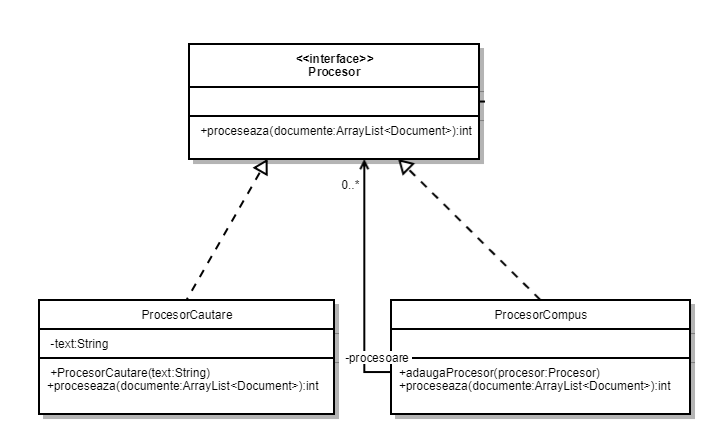 <<interface>>
Procesor
+proceseaza(documente:ArrayList<Document>):int
0..*
ProcesorCautare
-text:String
+ProcesorCautare(text:String)
+proceseaza(documente:ArrayList<Document>):int
-procesoare
ProcesorCompus
+adaugaProcesor(procesor:Procesor)
+proceseaza(documente:ArrayList<Document>):int